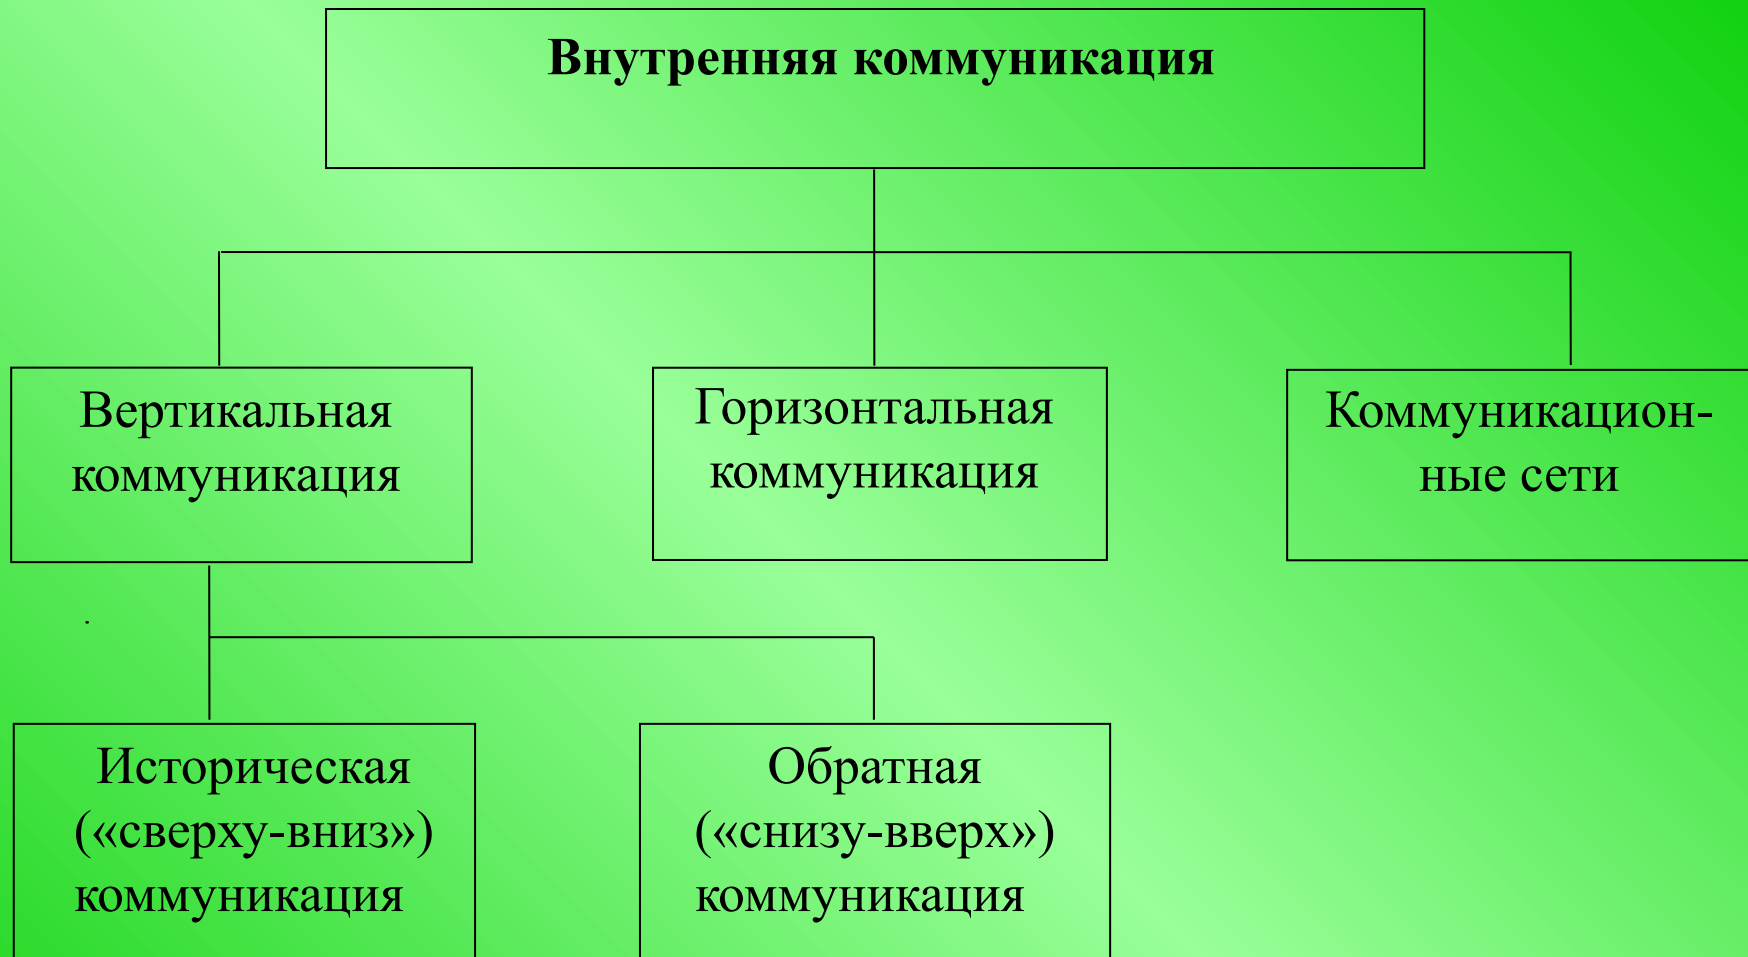 Внутренняя коммуникация
Вертикальная
коммуникация
Горизонтальная
коммуникация
Коммуникацион-
ные сети
.
Историческая
(«сверху-вниз»)
коммуникация
Обратная
(«снизу-вверх»)
коммуникация